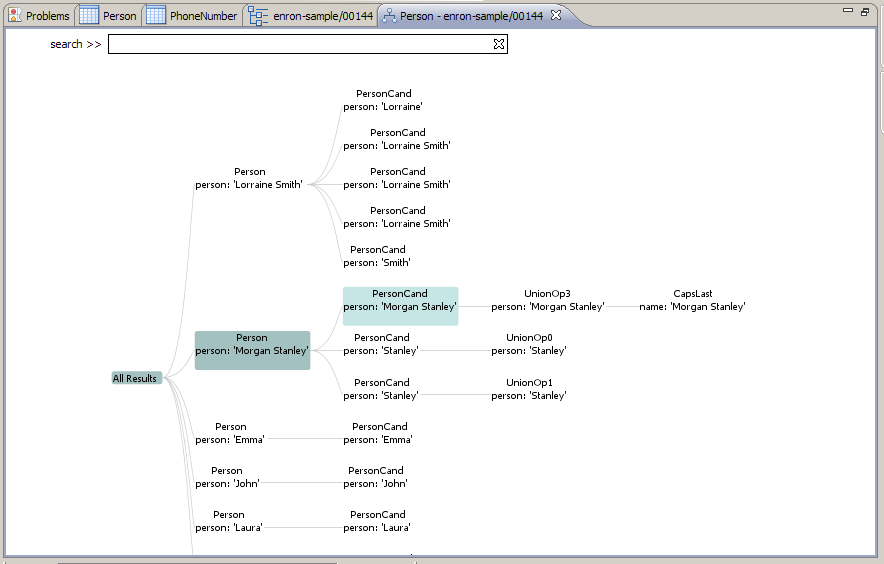 Problems Person PhoneNumber enron-sample/00144 Person - enron-sample/00144
search >>
PersonCand
person: 'Lorraine'
PersonCand
person: 'Lorraine Smith'
Person
person: 'Lorraine Smith'
PersonCand
person: 'Lorraine Smith'
PersonCand
person: 'Lorraine Smith'
PersonCand
person: 'Smith'
PersonCand UnionOp3 CapsLast
person: 'Morgan Stanley' person: 'Morgan Stanley' name: 'Morgan Stanley'
Person PersonCand UnionOp0
person: 'Morgan Stanley' person: 'Stanley' person: 'Stanley'
All Results
PersonCand UnionOp1
person: 'Stanley' person: 'Stanley'
Person PersonCand
person: 'Emma' person: 'Emma'
Person PersonCand
person: 'John' person: 'John'
Person PersonCand
person: 'Laura' person: 'Laura'